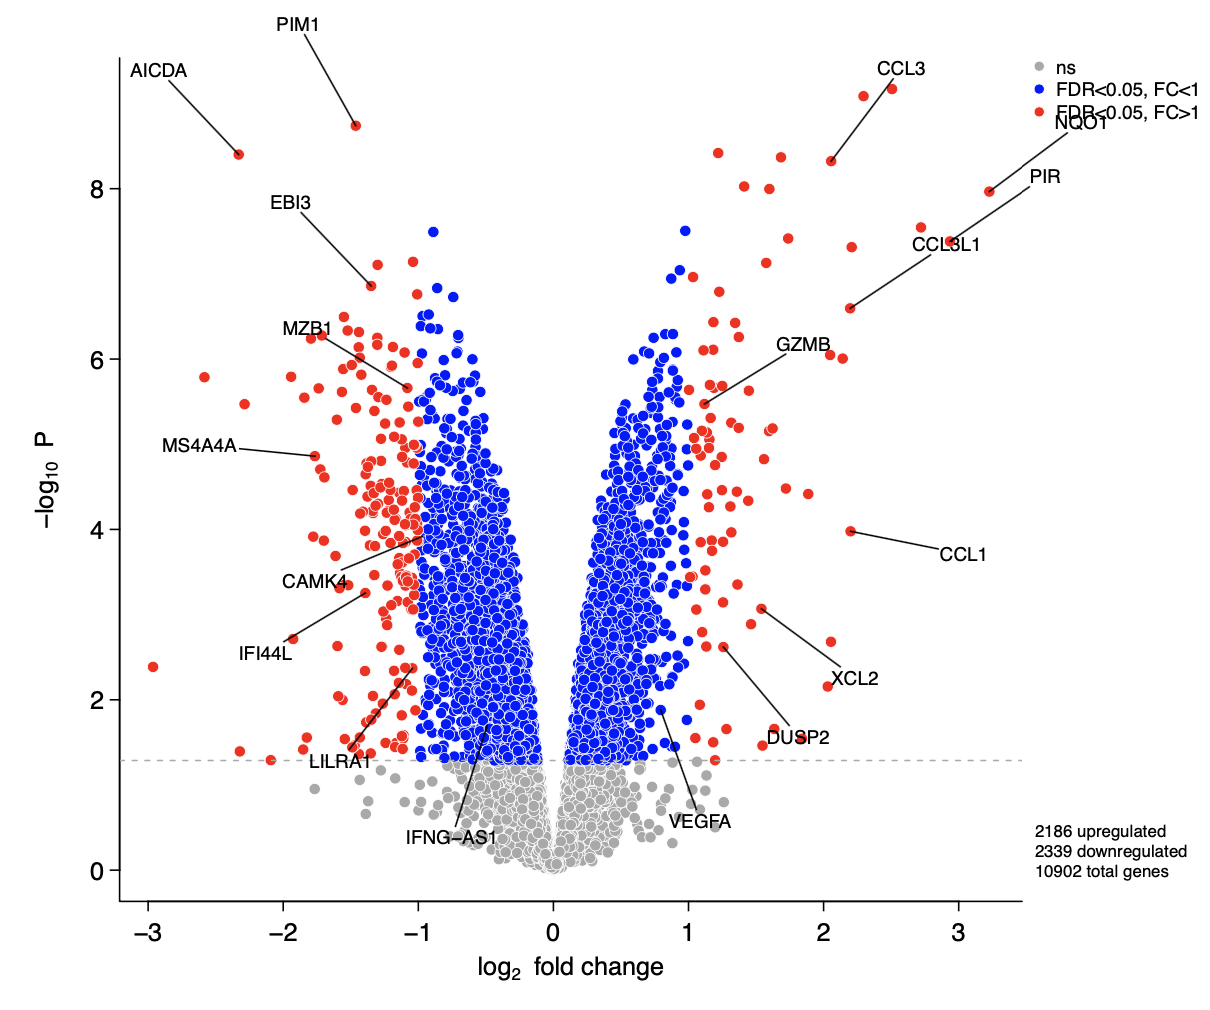 PIM1
AICDA
CCL3
ns
FDR<0.05, FC<1
FDR<0.05, FC>1
NQO1
PIR
EBI3
CCL3L1
MZB1
GZMB
MS4A4A
CAMK4
CCL1
IFI44L
XCL2
LILRA1
DUSP2
IFNG−AS1
VEGFA
2186 upregulated
2339 downregulated
10902 total genes
−log10 P
8
6
4
2
0
−3 −2 −1 0 1 2 3
log2 fold change